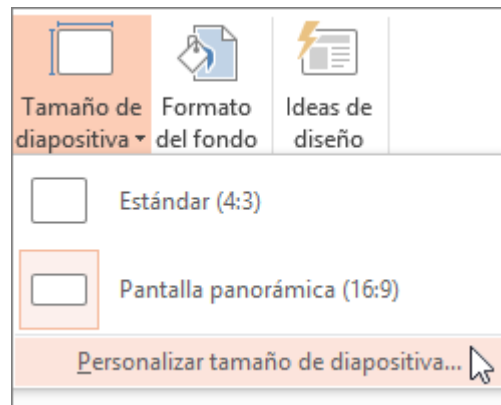 Tamaño de diapositiva
Formato del fondo
Ideas de diseño
Estándar (4:3)
Pantalla panorámica (16:9)
Personalizar tamaño de diapositiva...